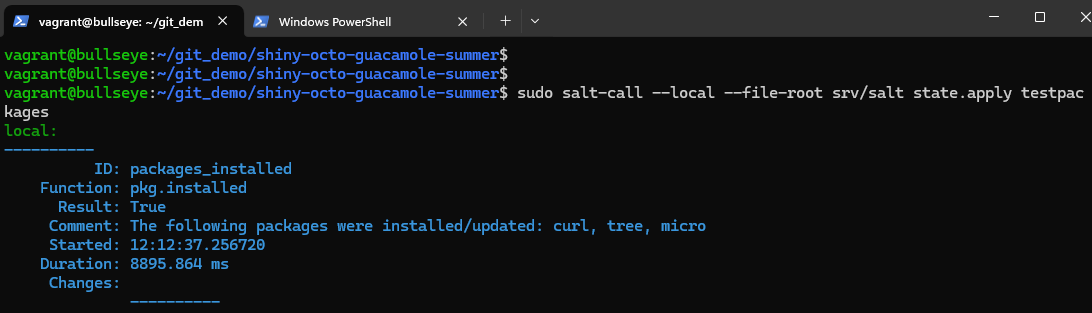 vagrant@bullseye: ~/git_dem
Windows PowerShell
vagrant@bullseye:~/git_demo/shiny-octo-guacamole-summer$
vagrant@bullseye:~/git_demo/shiny-octo-guacamole-summer$
vagrant@bullseye:~/git_demo/shiny-octo-guacamole-summer$ sudo salt-call --local --file-root srv/salt state.apply testpac
kages
local:
----------
          ID: packages_installed
    Function: pkg.installed
      Result: True
     Comment: The following packages were installed/updated: curl, tree, micro
     Started: 12:12:37.256720
    Duration: 8895.864 ms
     Changes:
              ----------